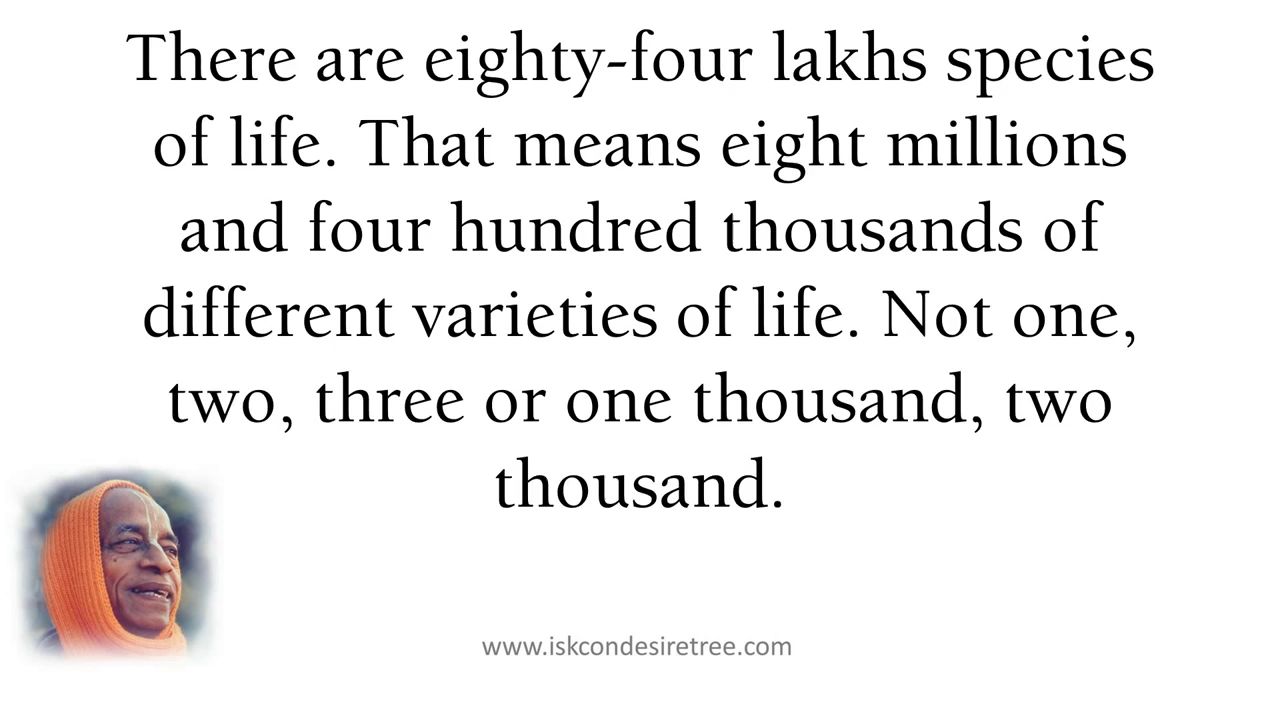 There are eighty-four lakhs species
of life. That means eight millions
and four hundred thousands of
different varieties of life. Not one,
two, three or one thousand, two
thousand.
www.iskcondesiretree.com